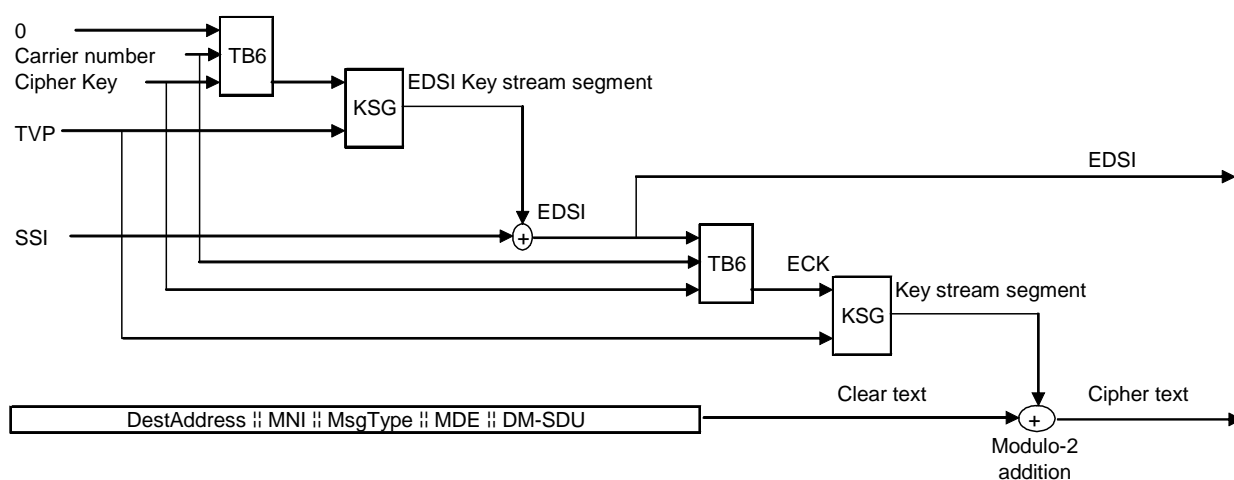 0
Carrier number
Cipher Key
TB6
KSG
EDSI Key stream segment
TVP
EDSI
EDSI
SSI
+
TB6
ECK
KSG
Key stream segment
DestAddress ¦¦ MNI ¦¦ MsgType ¦¦ MDE ¦¦ DM-SDU
Clear text
+
Cipher text
Modulo-2
addition